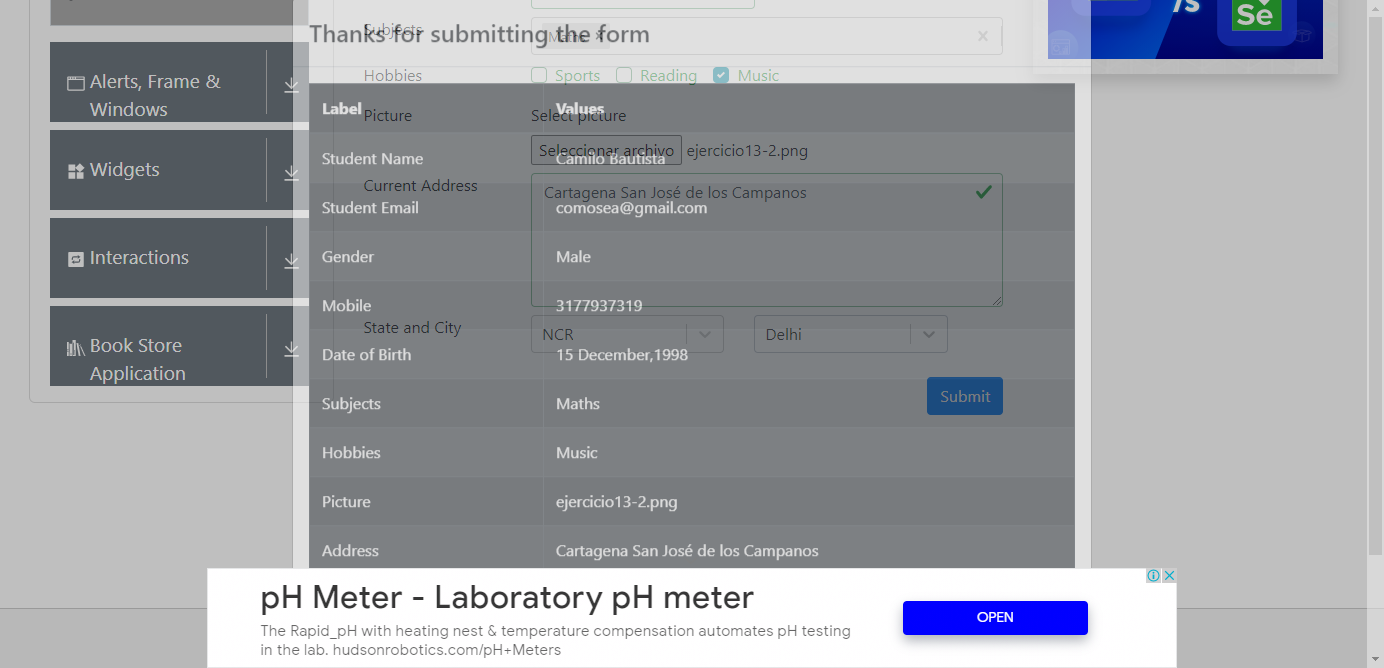 Thanks for submitting the form
Subjects
Maths
Hobbies
Sports
Reading
Music
Alerts, Frame &
Windows
Widgets
Interactions
Book Store
Application
Label Values
Picture
Select picture
Seleccionar archivo ejercicio13-2.png
Student Name Camilo Bautista
Current Address
Cartagena San José de los Campanos
Student Email comosea@gmail.com
Gender Male
Mobile 3177937319
State and City
NCR
Delhi
Date of Birth 15 December,1998
Submit
Subjects Maths
Hobbies Music
Picture ejercicio13-2.png
Address Cartagena San José de los Campanos
Se
pH Meter - Laboratory pH meter
The Rapid_pH with heating nest & temperature compensation automates pH testing
in the lab. hudsonrobotics.com/pH+Meters
OPEN